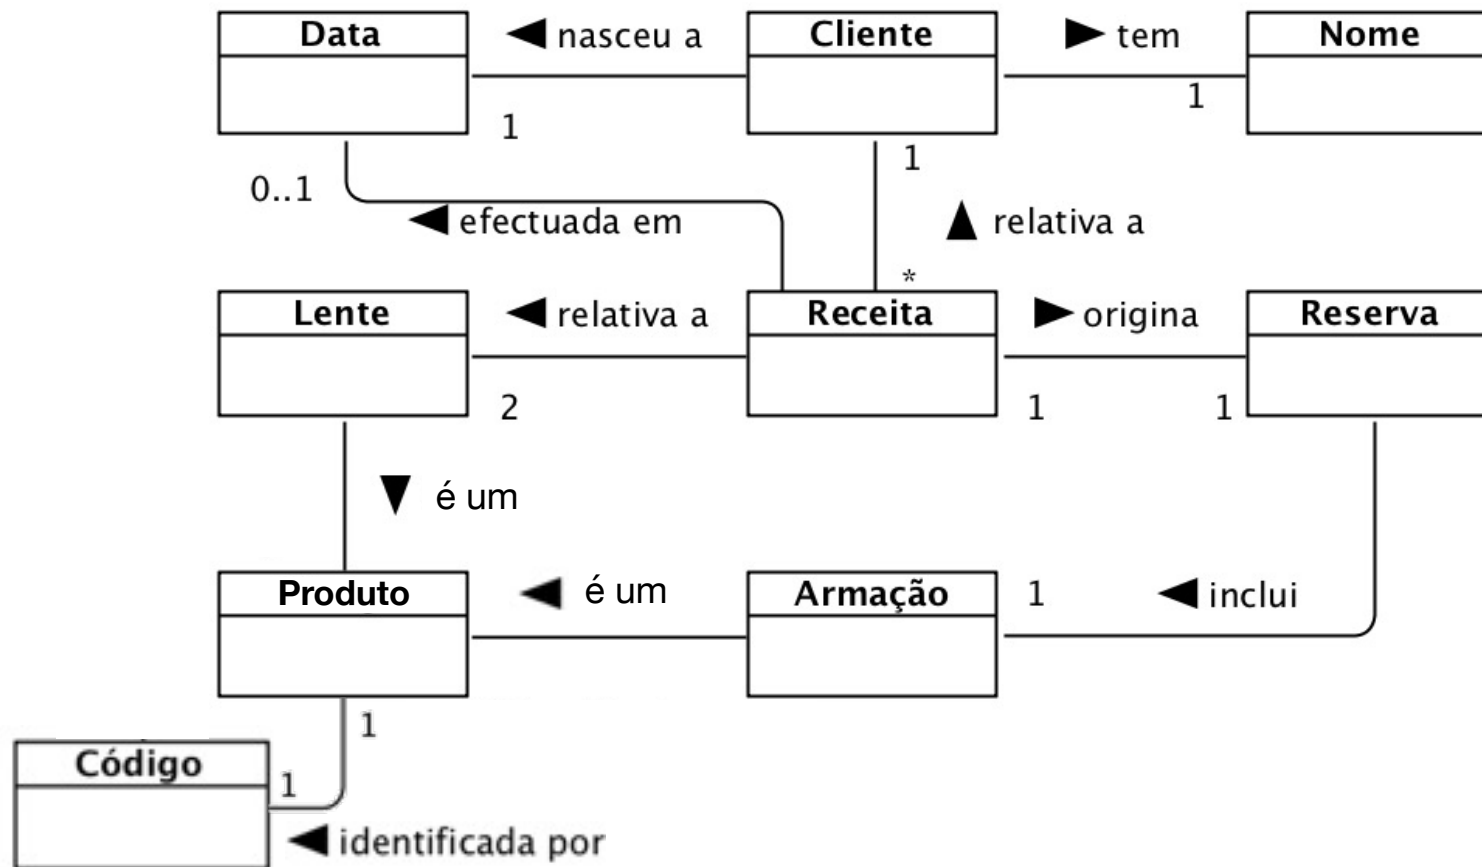 Data ◀ nasceu a Cliente ▶ tem Nome
1 1
0..1 1
◀ efectuada em ▲ relativa a
*
Lente ◀ relativa a Receita ▶ origina Reserva
2 1 1
▼ é um
Produto ◀ é um Armação 1 ◀ inclui
1
Código
1
◀ identificada por